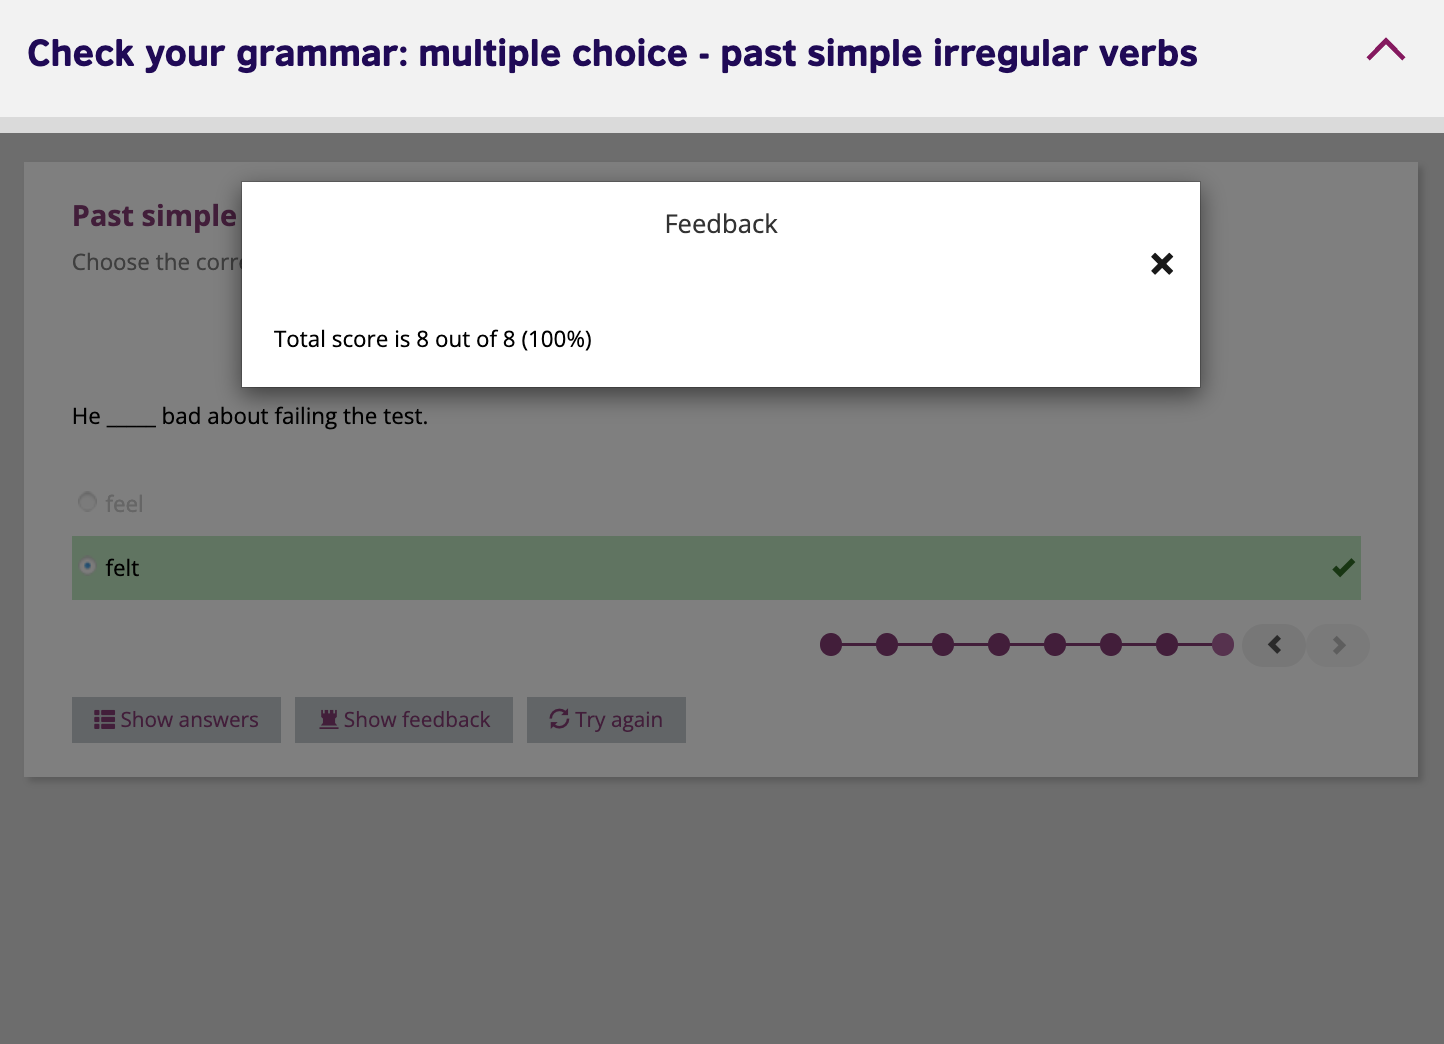 Check your grammar: multiple choice - past simple irregular verbs
Feedback
Past simple
Choose the
Total score is 8 out of 8 (100%)
He _____ bad about failing the test.
feel
felt
Show answers
Show feedback
Try again